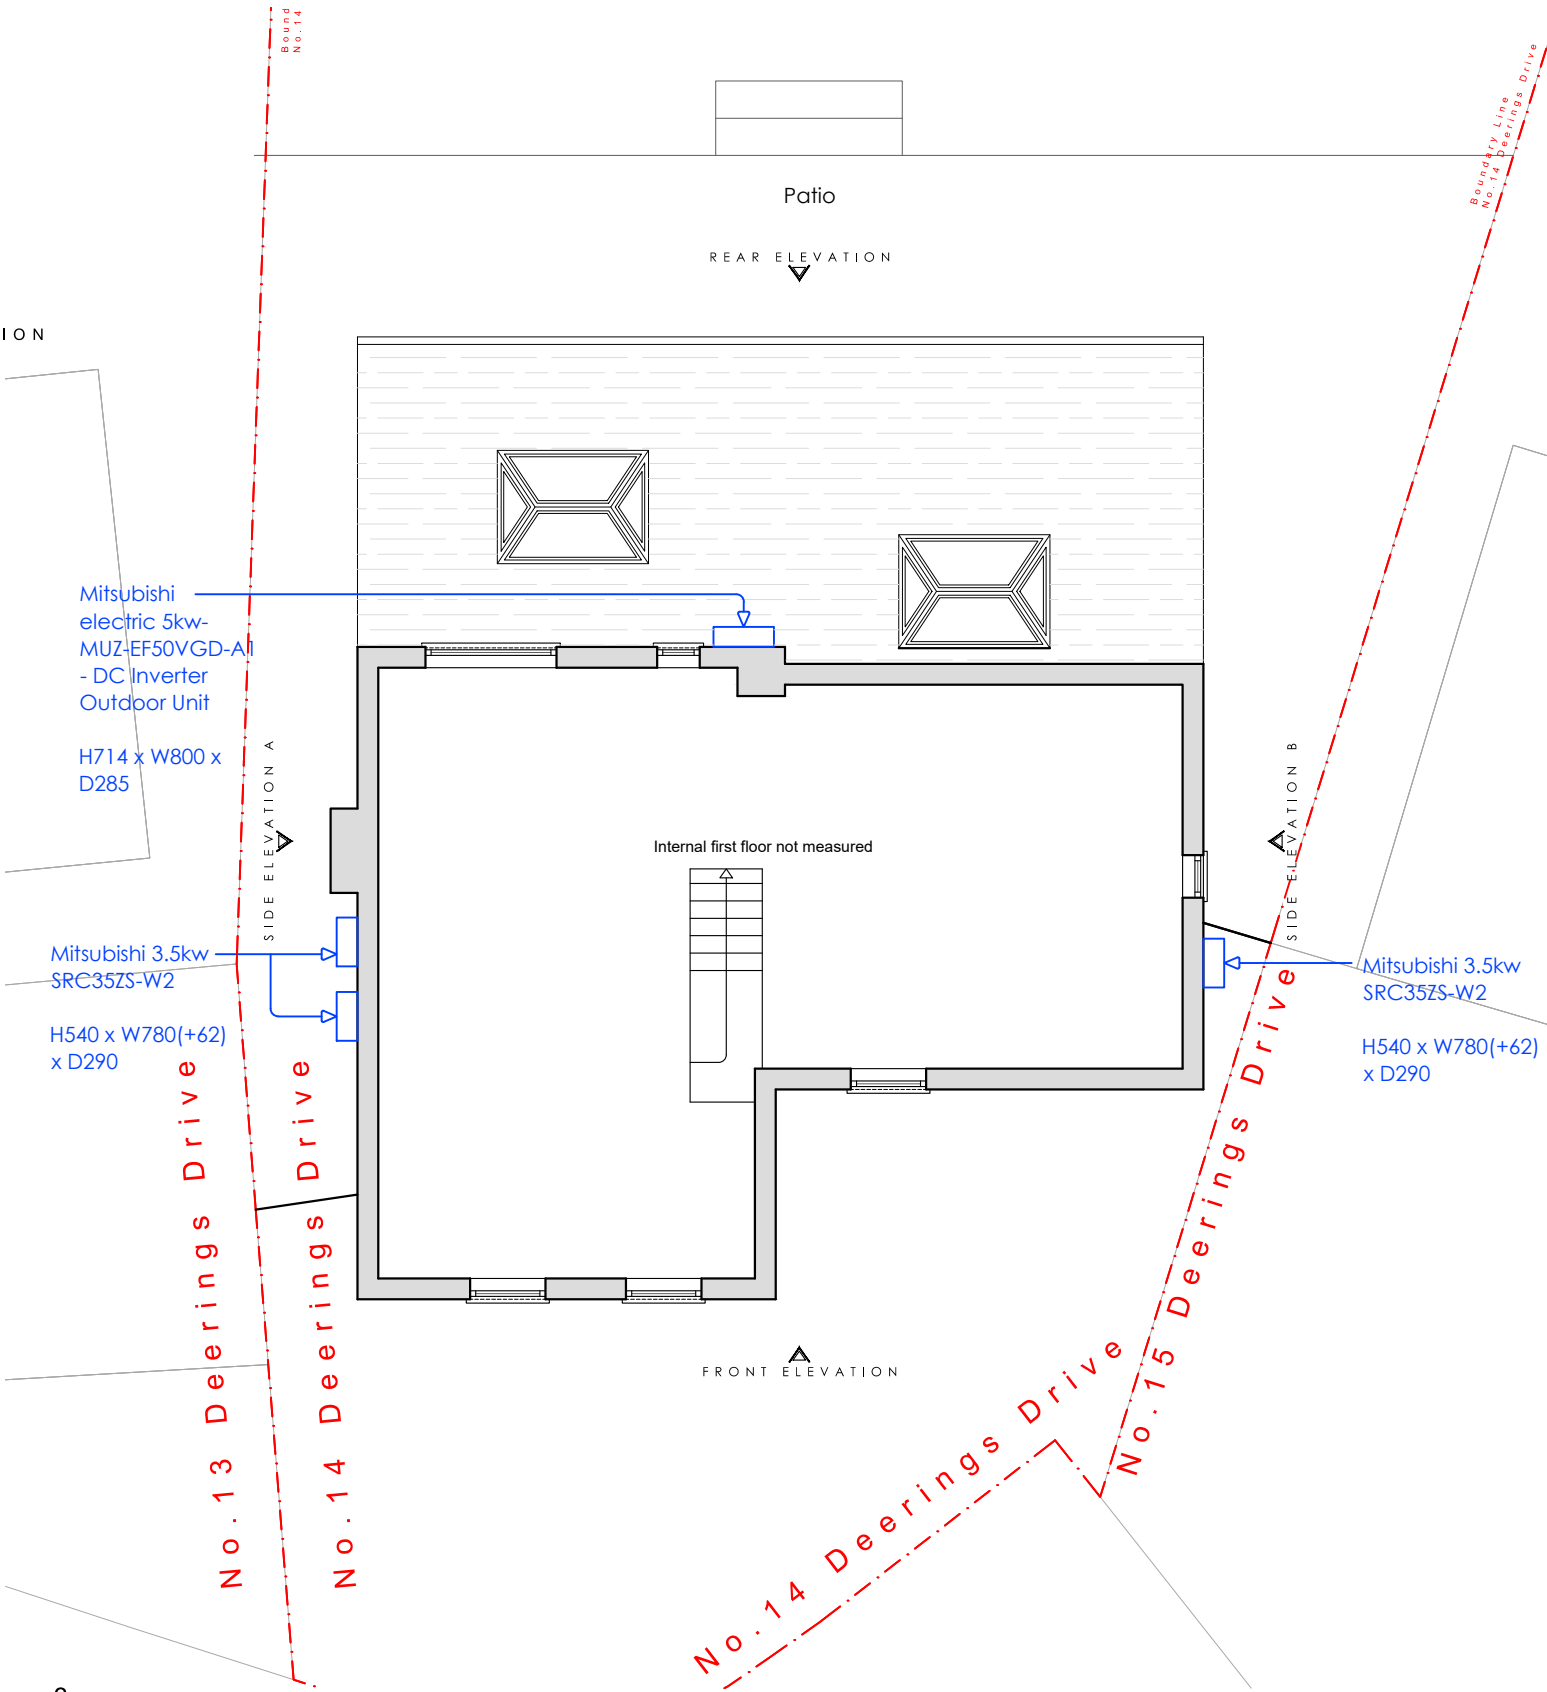 Bound
No.14
Boundary Line
No.14 Deerings Drive
Patio
REAR ELEVATION
ION
Mitsubishi
electric 5kw-
MUZ-EF50VGD-A1
- DC Inverter
Outdoor Unit
H714 x W800 x
D285
SIDE ELEVATION A
SIDE ELEVATION B
Internal first floor not measured
Mitsubishi 3.5kw
SRC35ZS-W2
H540 x W780(+62)
x D290
Mitsubishi 3.5kw
SRC35ZS-W2
H540 x W780(+62)
x D290
No.13 Deerings Drive
No.14 Deerings Drive
No.15 Deerings Drive
FRONT ELEVATION
No.14 Deerings Drive